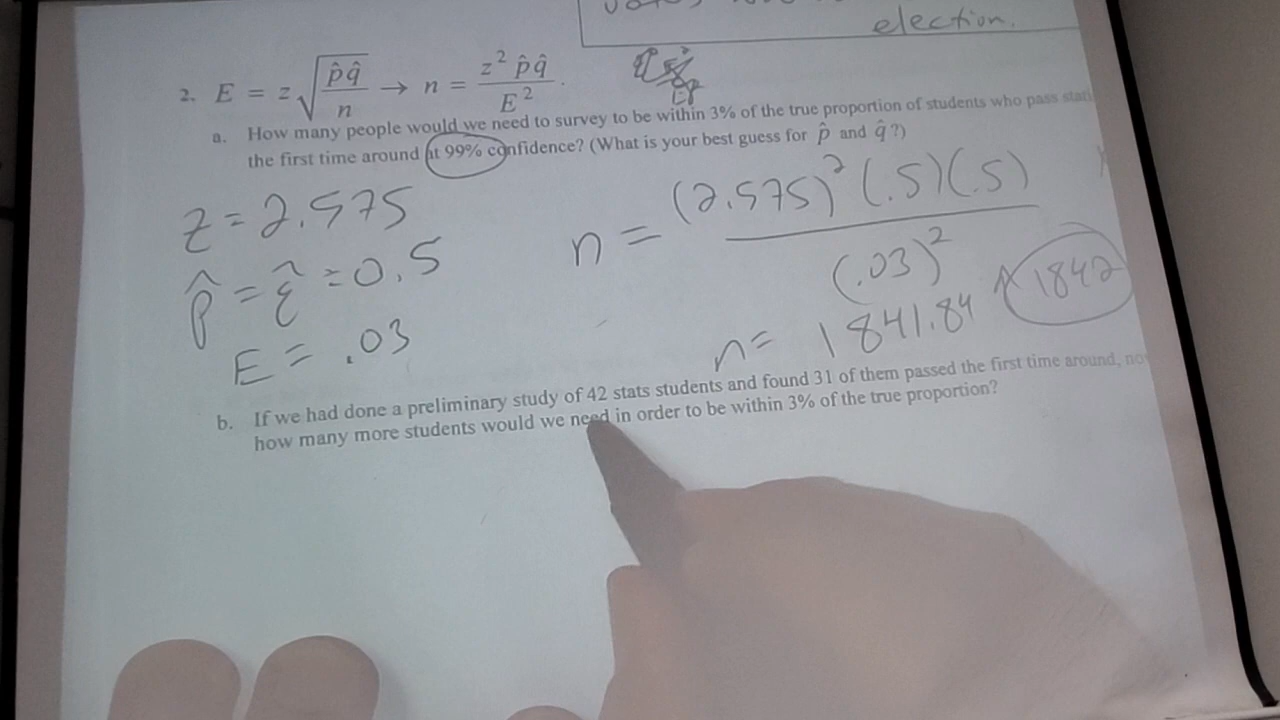 election.
2. E = z √(p̂q̂/n) → n = z² p̂q̂ / E²
a. How many people would we need to survey to be within 3% of the true proportion of students who pass
the first time around at 99% confidence? (What is your best guess for p̂ and q̂ ?)
z = 2.575
p̂ = q̂ = 0.5
E = .03
n = (2.575)² (.5)(.5) / (.03)²
n = 1841.84 1842
b. If we had done a preliminary study of 42 stats students and found 31 of them passed the first time around,
how many more students would we need in order to be within 3% of the true proportion?